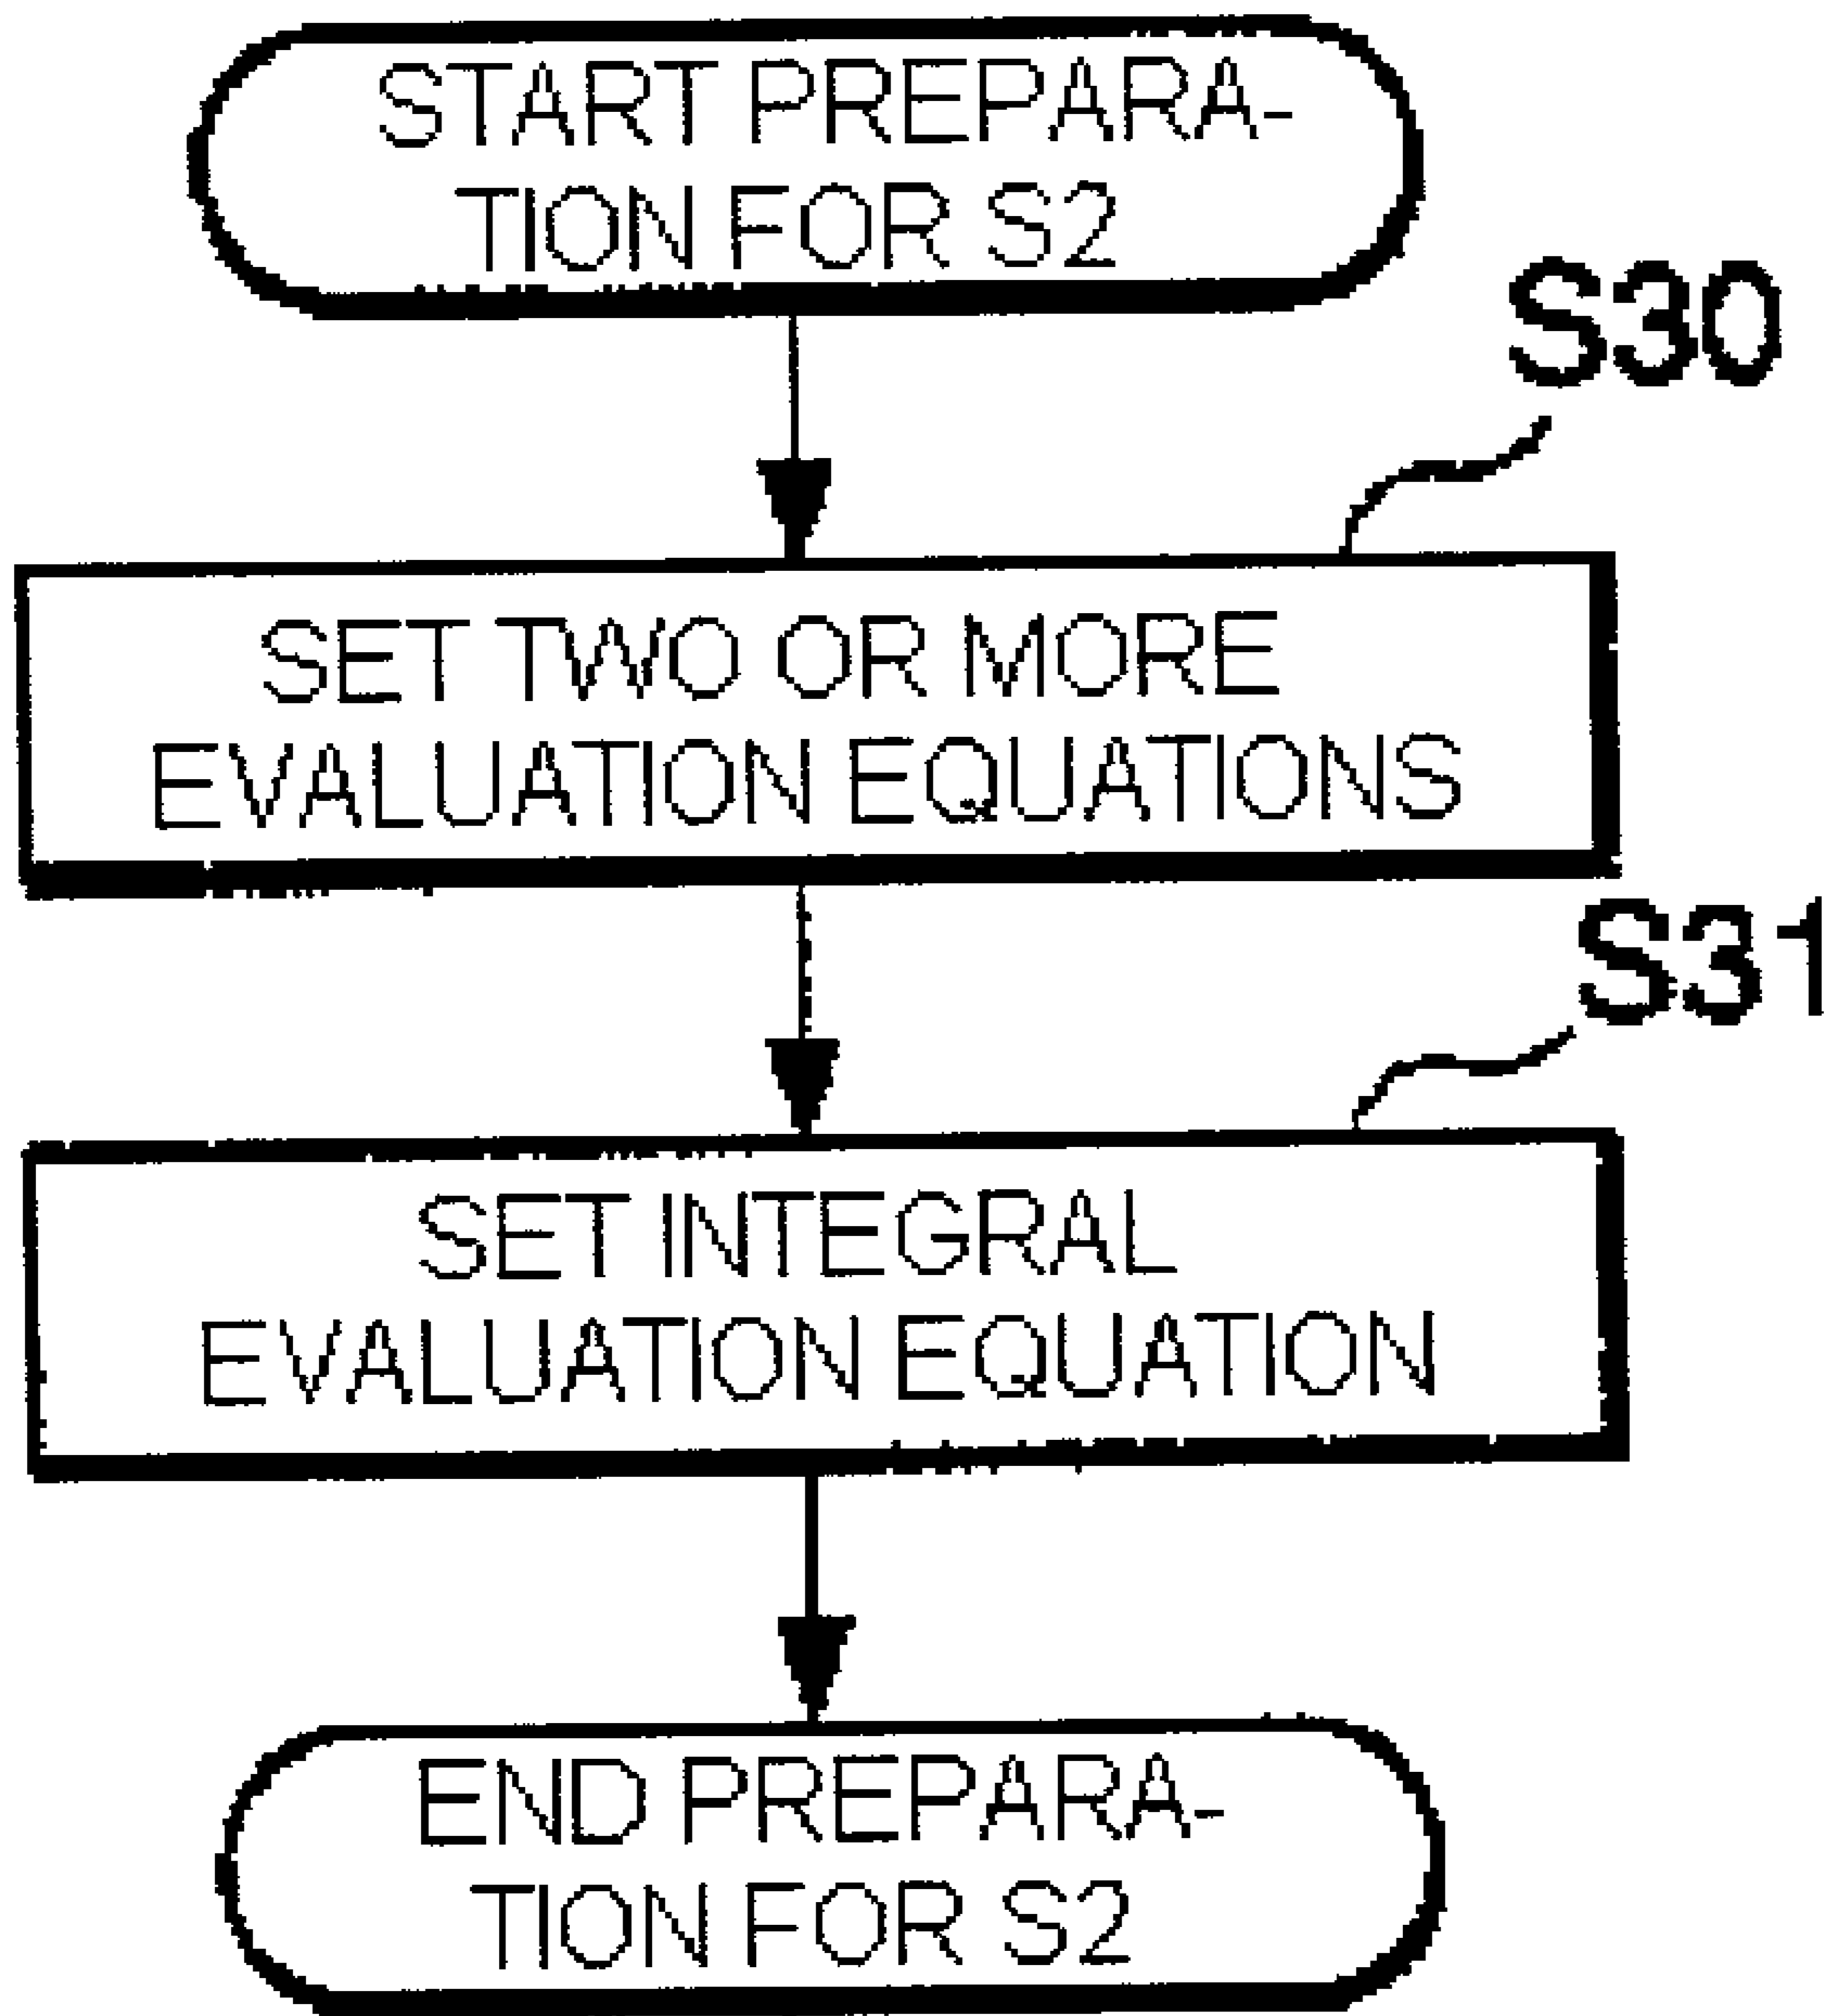 START PREPARA-
TION FOR S2
S30
SET TWO OR MORE
EVALUATION EQUATIONS
S31
SET INTEGRAL
EVALUATION EQUATION
END PREPARA-
TION FOR S2